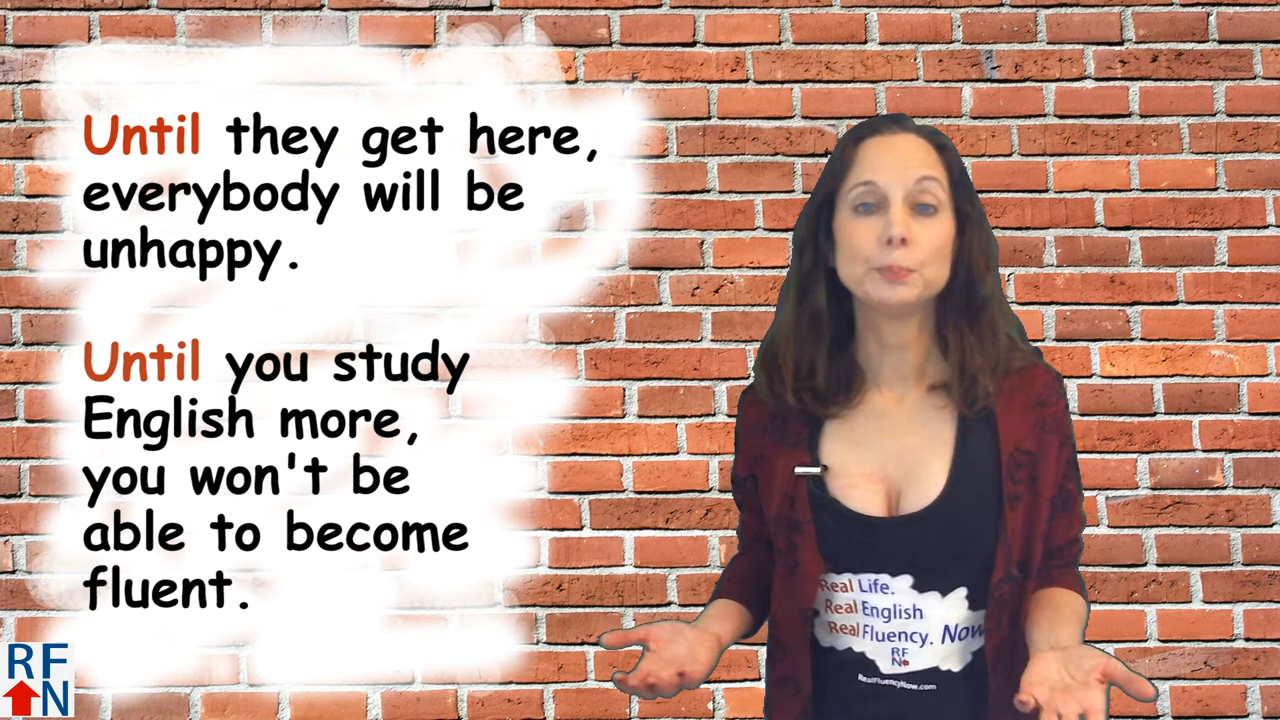 Until they get here,
everybody will be
unhappy.
Until you study
English more,
you won't be
able to become
fluent.
RF
N
Real Life.
Real English
Real Fluency. Now
RF
N
RealFluencyNow.com